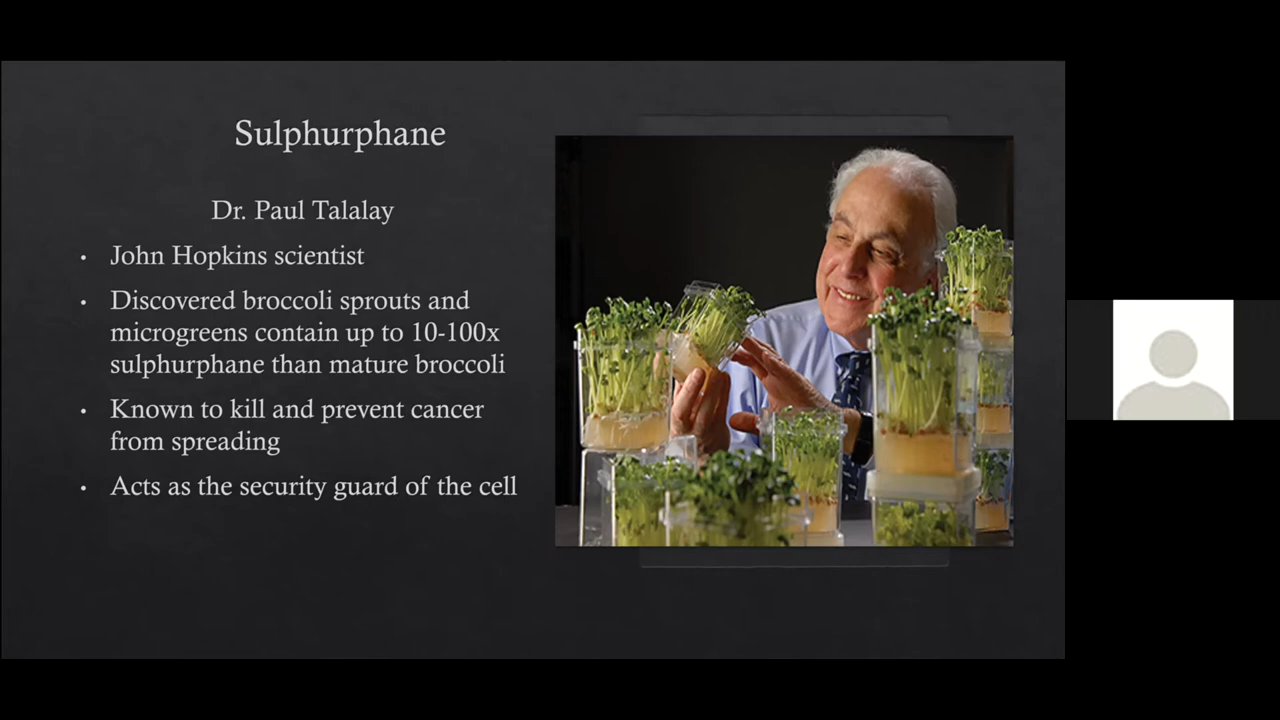 Sulphurphane
Dr. Paul Talalay
• John Hopkins scientist
• Discovered broccoli sprouts and
microgreens contain up to 10-100x
sulphurphane than mature broccoli
• Known to kill and prevent cancer
from spreading
• Acts as the security guard of the cell